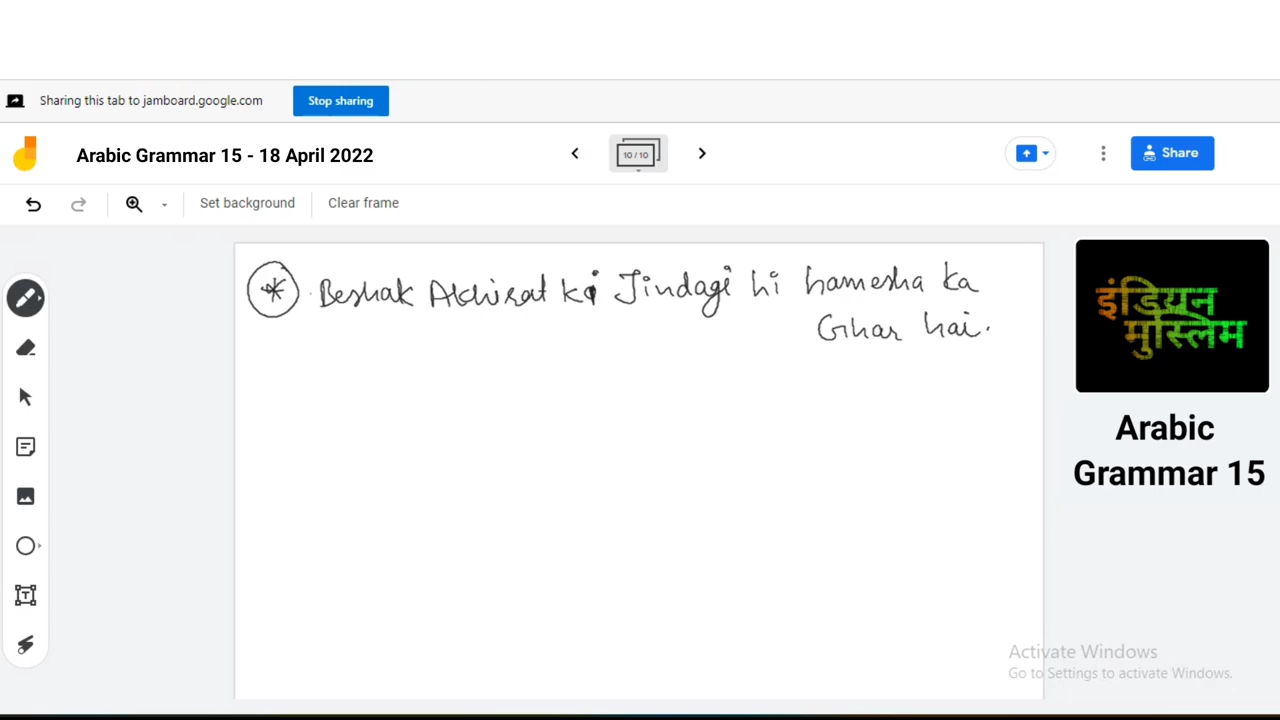 Sharing this tab to jamboard.google.com
Stop sharing
Arabic Grammar 15 - 18 April 2022
10 / 10
Share
Set background
Clear frame
* Beshak Akhirat ki Jindagi hi hamesha ka
Ghar hai.
इंडियन
मुस्लिम
Arabic
Grammar 15
T
Activate Windows
Go to Settings to activate Windows.